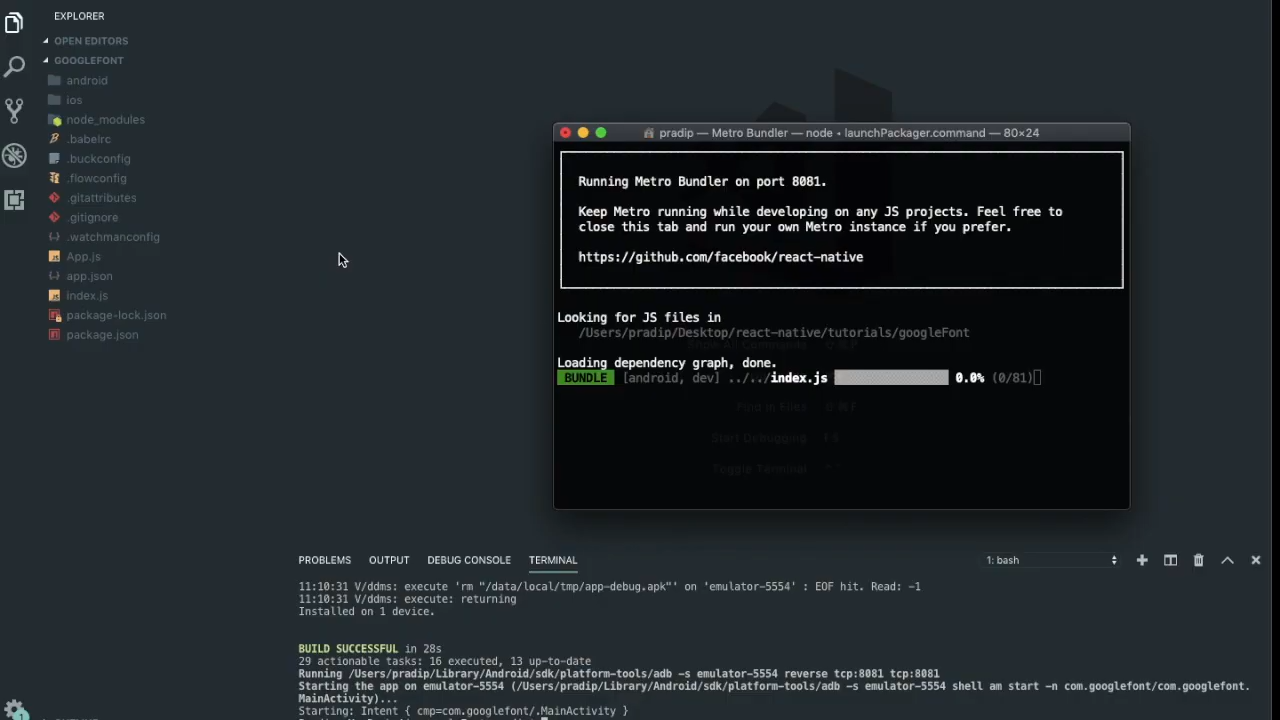 EXPLORER
OPEN EDITORS
GOOGLEFONT
android
ios
node_modules
.babelrc
.buckconfig
.flowconfig
.gitattributes
.gitignore
.watchmanconfig
App.js
app.json
index.js
package-lock.json
package.json
pradip — Metro Bundler — node • launchPackager.command — 80×24
Running Metro Bundler on port 8081.
Keep Metro running while developing on any JS projects. Feel free to
close this tab and run your own Metro instance if you prefer.
https://github.com/facebook/react-native
Looking for JS files in
/Users/pradip/Desktop/react-native/tutorials/googleFont
Loading dependency graph, done.
BUNDLE [android, dev] ../../index.js 0.0% (0/81)
Find in Files
Start Debugging F5
Toggle Terminal
PROBLEMS OUTPUT DEBUG CONSOLE TERMINAL 1: bash
11:10:31 V/ddms: execute 'rm "/data/local/tmp/app-debug.apk"' on 'emulator-5554' : EOF hit. Read: -1
11:10:31 V/ddms: execute: returning
Installed on 1 device.
BUILD SUCCESSFUL in 28s
29 actionable tasks: 16 executed, 13 up-to-date
Running /Users/pradip/Library/Android/sdk/platform-tools/adb -s emulator-5554 reverse tcp:8081 tcp:8081
Starting the app on emulator-5554 (/Users/pradip/Library/Android/sdk/platform-tools/adb -s emulator-5554 shell am start -n com.googlefont/com.googlefont.
MainActivity)...
Starting: Intent { cmp=com.googlefont/.MainActivity }